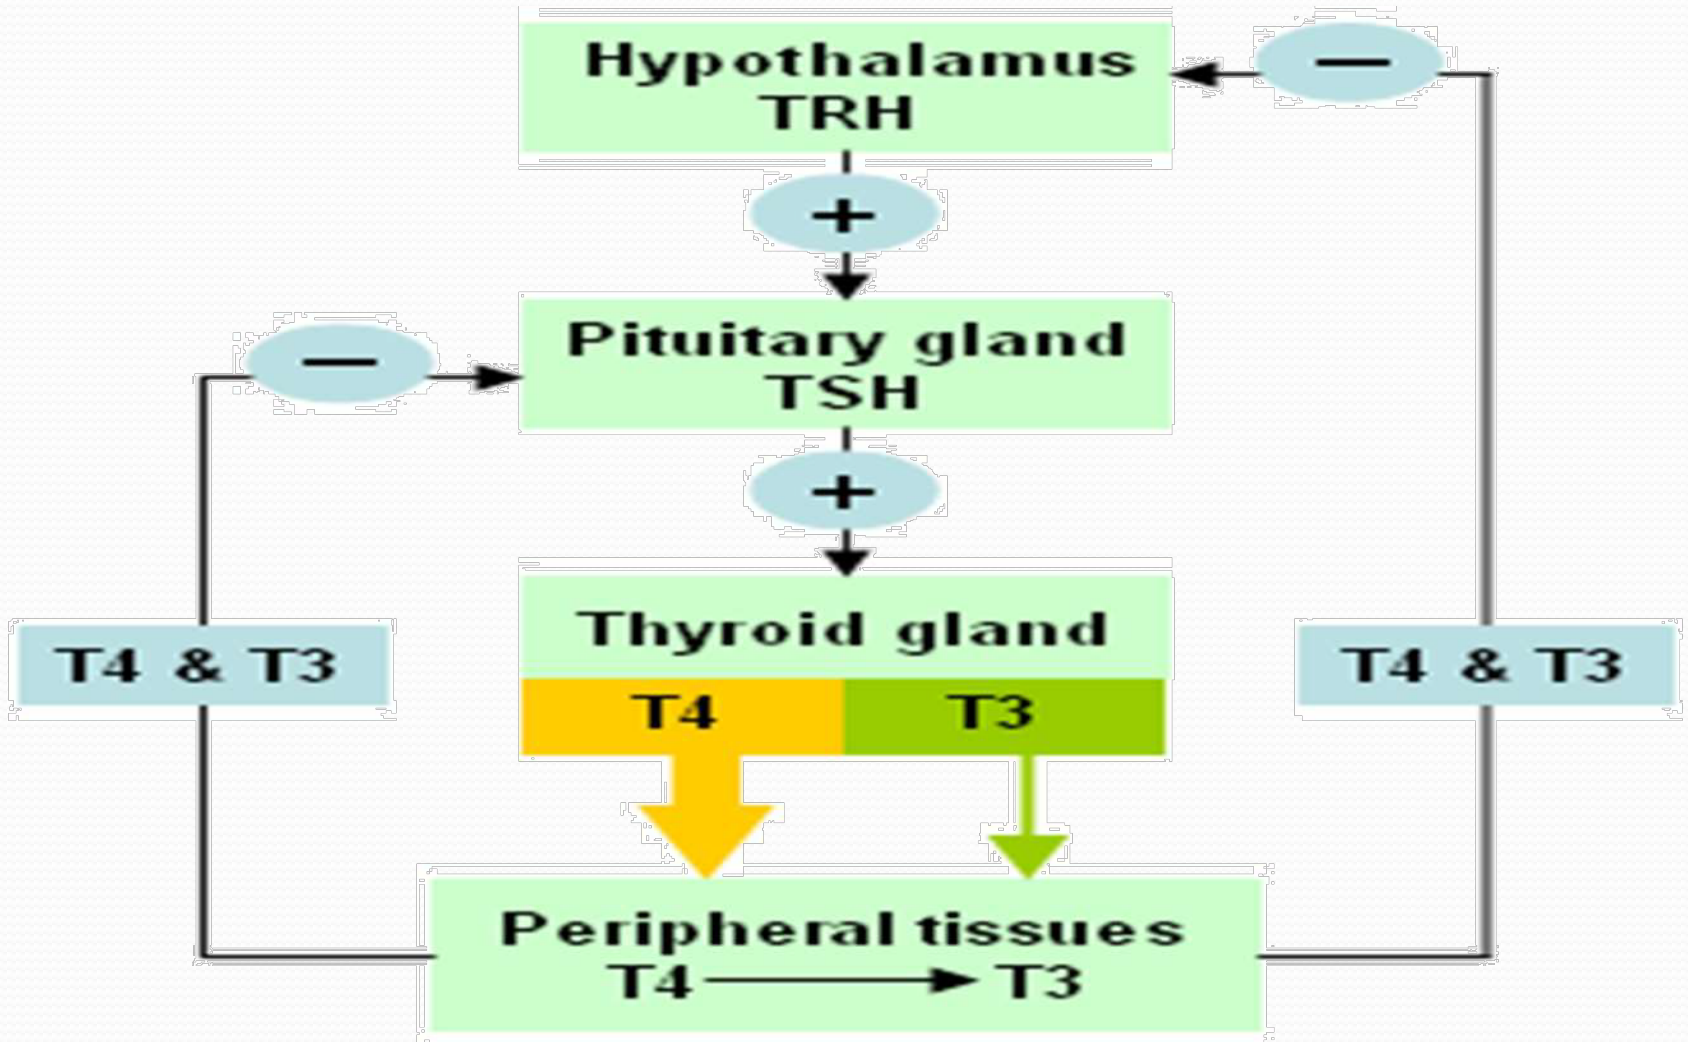 Hypothalamus
TRH
−
+
Pituitary gland
TSH
−
+
Thyroid gland
T4 & T3
T4 T3
T4 & T3
Peripheral tissues
T4 → T3